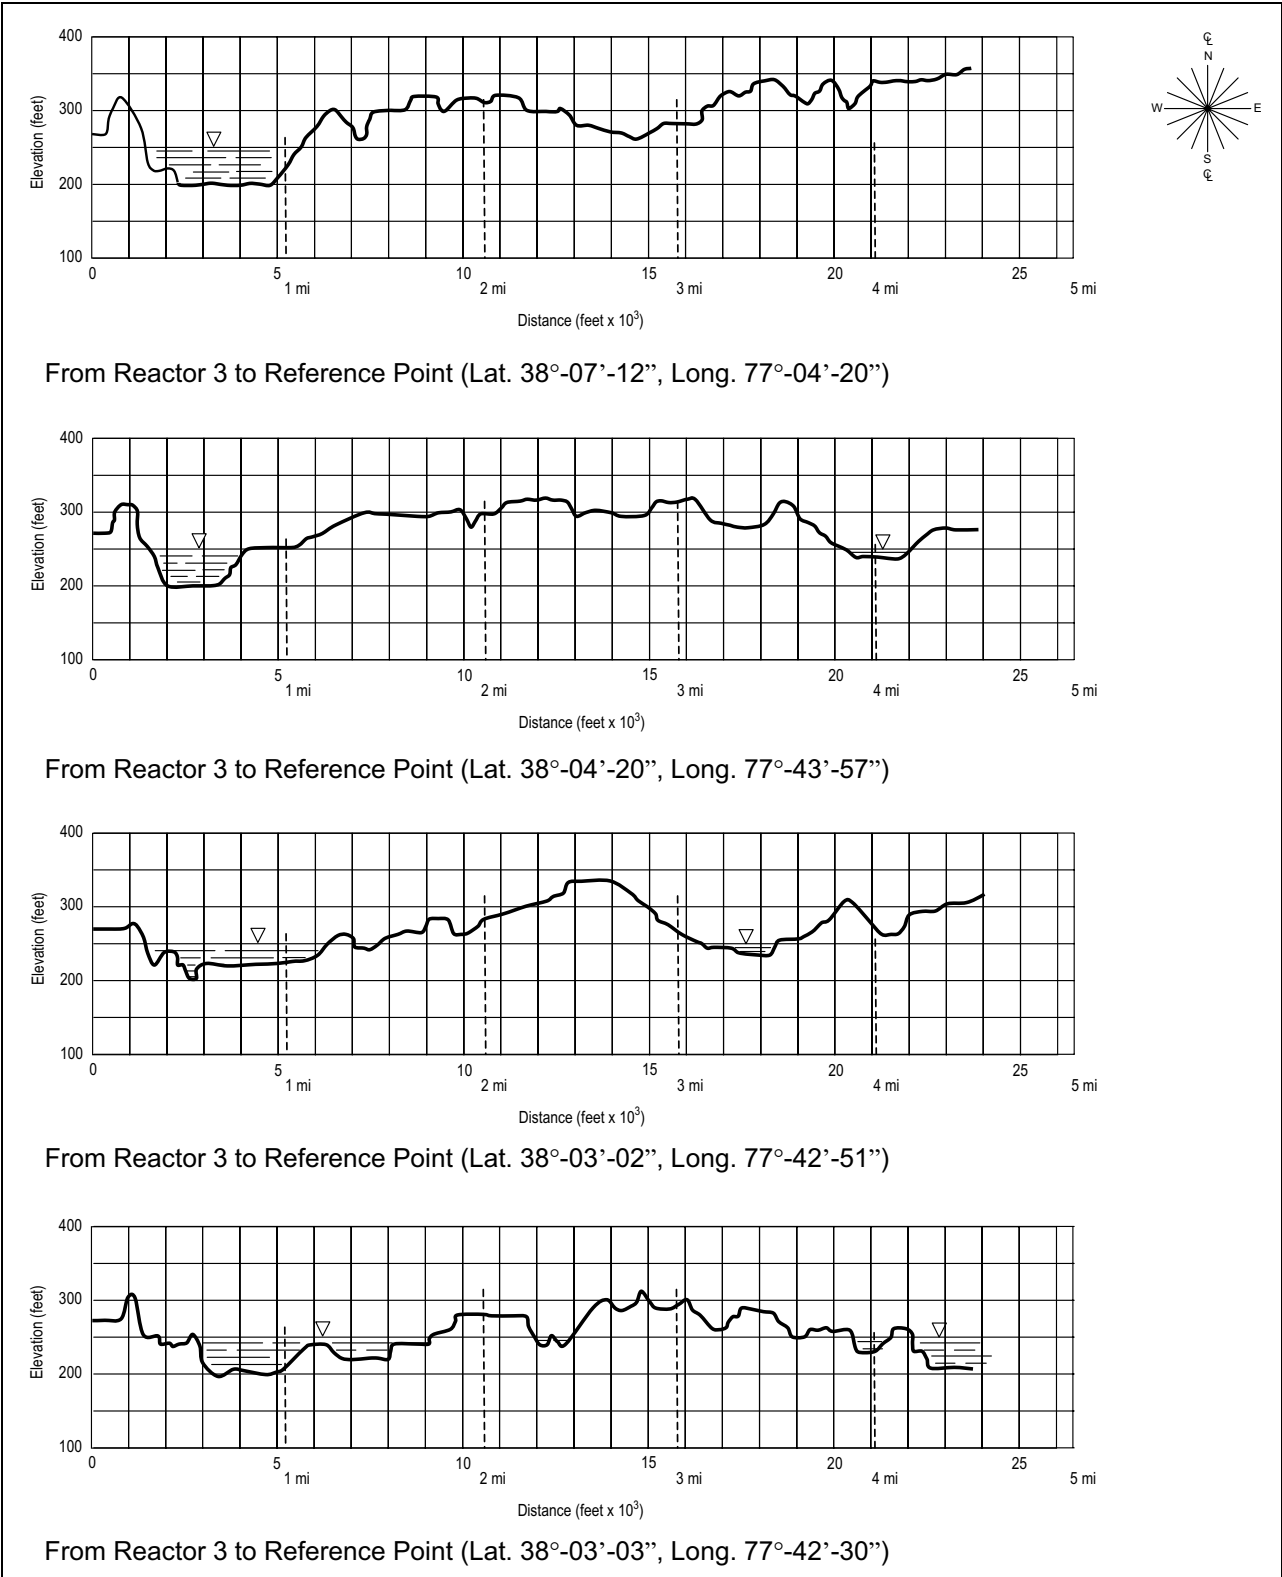 ℄
N
W E
S
℄
400
300
200
100
Elevation (feet)
0 5 10 15 20 25
1 mi 2 mi 3 mi 4 mi 5 mi
Distance (feet x 10³)
From Reactor 3 to Reference Point (Lat. 38°-07’-12”, Long. 77°-04’-20”)
400
300
200
100
Elevation (feet)
0 5 10 15 20 25
1 mi 2 mi 3 mi 4 mi 5 mi
Distance (feet x 10³)
From Reactor 3 to Reference Point (Lat. 38°-04’-20”, Long. 77°-43’-57”)
400
300
200
100
Elevation (feet)
0 5 10 15 20 25
1 mi 2 mi 3 mi 4 mi 5 mi
Distance (feet x 10³)
From Reactor 3 to Reference Point (Lat. 38°-03’-02”, Long. 77°-42’-51”)
400
300
200
100
Elevation (feet)
0 5 10 15 20 25
1 mi 2 mi 3 mi 4 mi 5 mi
Distance (feet x 10³)
From Reactor 3 to Reference Point (Lat. 38°-03’-03”, Long. 77°-42’-30”)